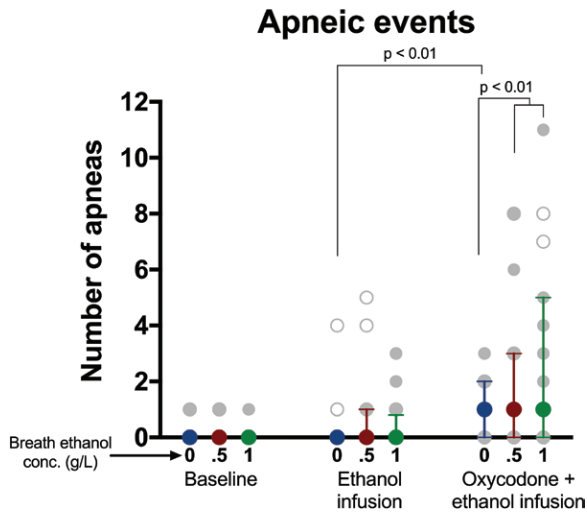 Apneic events
p < 0.01
p < 0.01
Number of apneas
12
10
8
6
4
2
0
Breath ethanol
conc. (g/L)
0 .5 1
0 .5 1
0 .5 1
Baseline
Ethanol
infusion
Oxycodone +
ethanol infusion